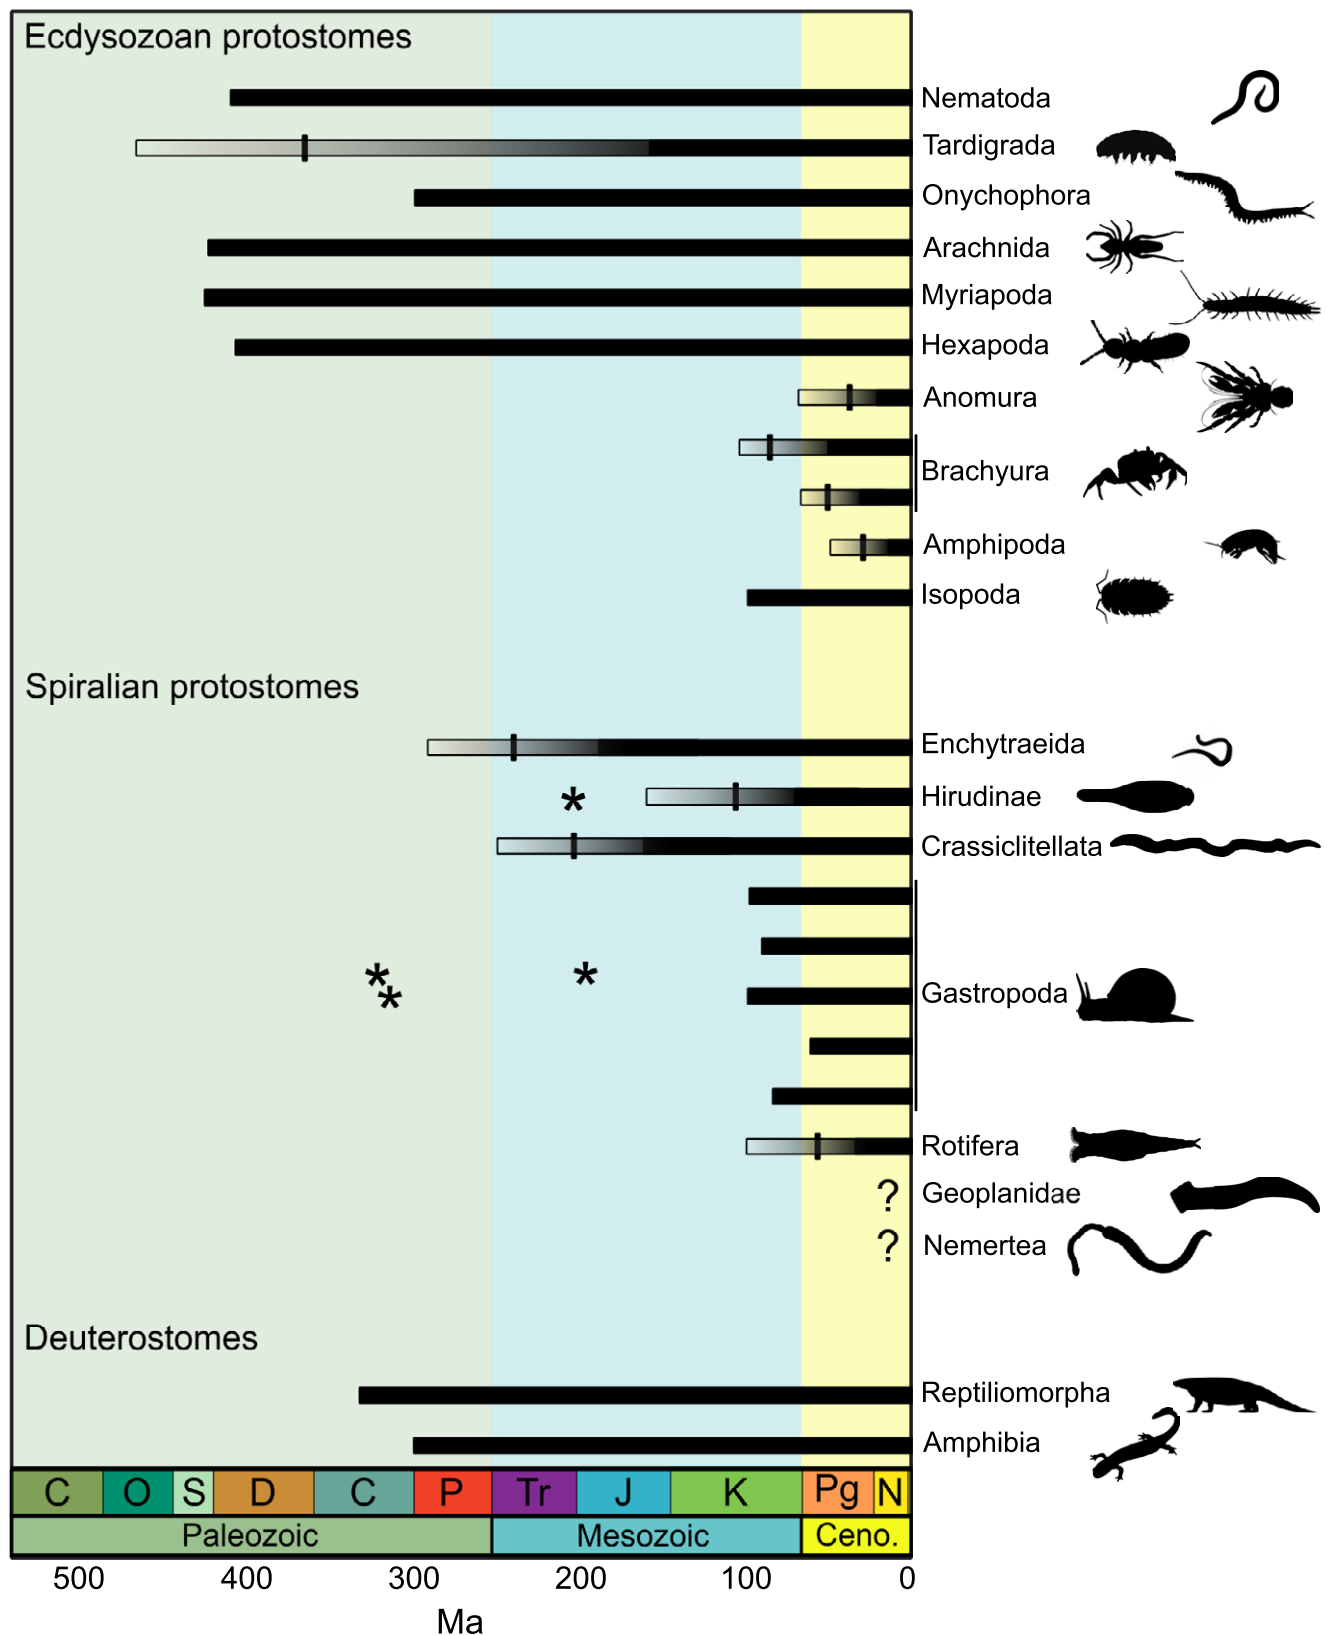 Ecdysozoan protostomes
Nematoda
Tardigrada
Onychophora
Arachnida
Myriapoda
Hexapoda
Anomura
Brachyura
Amphipoda
Isopoda
Spiralian protostomes
Enchytraeida
* Hirudinae
Crassiclitellata
* * * Gastropoda
Rotifera
? Geoplanidae
? Nemertea
Deuterostomes
Reptiliomorpha
Amphibia
C O S D C P Tr J K Pg N
Paleozoic Mesozoic Ceno.
500 400 300 200 100 0
Ma